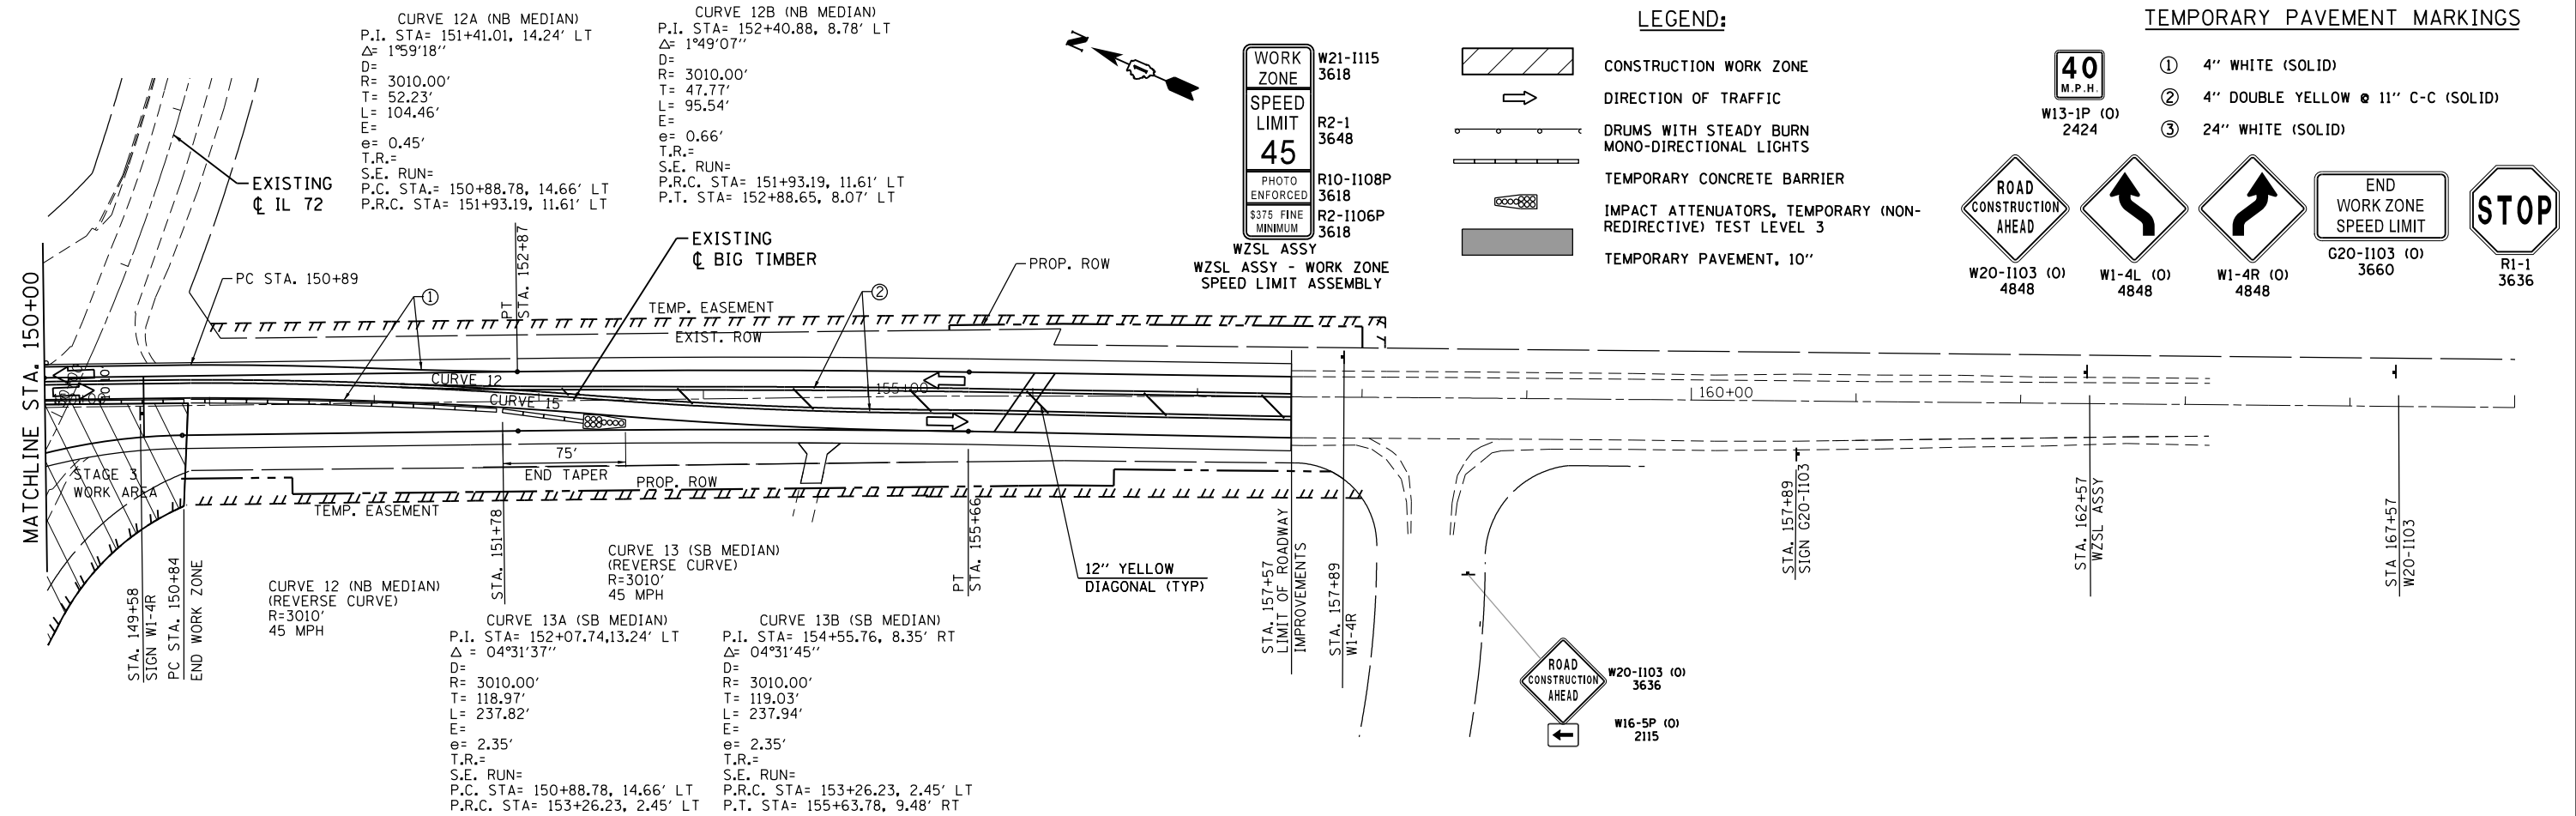 CURVE 12A (NB MEDIAN)
P.I. STA= 151+41.01, 14.24' LT
Δ= 1°59'18''
D=
R= 3010.00'
T= 52.23'
L= 104.46'
E=
e= 0.45'
T.R.=
S.E. RUN=
P.C. STA.= 150+88.78, 14.66' LT
P.R.C. STA= 151+93.19, 11.61' LT
CURVE 12B (NB MEDIAN)
P.I. STA= 152+40.88, 8.78' LT
Δ= 1°49'07''
D=
R= 3010.00'
T= 47.77'
L= 95.54'
E=
e= 0.66'
T.R.=
S.E. RUN=
P.R.C. STA= 151+93.19, 11.61' LT
P.T. STA= 152+88.65, 8.07' LT
N
WORK
ZONE
SPEED
LIMIT
45
PHOTO
ENFORCED
$375 FINE
MINIMUM
W21-I115
3618
R2-1
3648
R10-I108P
3618
R2-I106P
3618
WZSL ASSY
WZSL ASSY - WORK ZONE
SPEED LIMIT ASSEMBLY
LEGEND:
CONSTRUCTION WORK ZONE
DIRECTION OF TRAFFIC
DRUMS WITH STEADY BURN
MONO-DIRECTIONAL LIGHTS
TEMPORARY CONCRETE BARRIER
IMPACT ATTENUATORS, TEMPORARY (NON-
REDIRECTIVE) TEST LEVEL 3
TEMPORARY PAVEMENT, 10''
TEMPORARY PAVEMENT MARKINGS
40
M.P.H.
W13-1P (O)
2424
1 4'' WHITE (SOLID)
2 4'' DOUBLE YELLOW @ 11'' C-C (SOLID)
3 24'' WHITE (SOLID)
ROAD
CONSTRUCTION
AHEAD
W20-I103 (O)
4848
W1-4L (O)
4848
W1-4R (O)
4848
END
WORK ZONE
SPEED LIMIT
G20-I103 (O)
3660
STOP
R1-1
3636
EXISTING
℄ IL 72
EXISTING
℄ BIG TIMBER
PC STA. 150+89
1
PT
STA. 152+87
TEMP. EASEMENT
EXIST. ROW
2
PROP. ROW
MATCHLINE STA. 150+00
10'
10'
CURVE 12
CURVE 15
155+00
160+00
STAGE 3
WORK AREA
75'
END TAPER
PROP. ROW
TEMP. EASEMENT
STA. 149+58
SIGN W1-4R
PC STA. 150+84
END WORK ZONE
STA. 151+78
PT
STA. 155+66
12'' YELLOW
DIAGONAL (TYP)
STA. 157+57
LIMIT OF ROADWAY
IMPROVEMENTS
STA. 157+89
W1-4R
STA. 157+89
SIGN G20-I103
STA. 162+57
WZSL ASSY
STA 167+57
W20-I103
CURVE 12 (NB MEDIAN)
(REVERSE CURVE)
R=3010'
45 MPH
CURVE 13 (SB MEDIAN)
(REVERSE CURVE)
R=3010'
45 MPH
CURVE 13A (SB MEDIAN)
P.I. STA= 152+07.74,13.24' LT
Δ = 04°31'37''
D=
R= 3010.00'
T= 118.97'
L= 237.82'
E=
e= 2.35'
T.R.=
S.E. RUN=
P.C. STA= 150+88.78, 14.66' LT
P.R.C. STA= 153+26.23, 2.45' LT
CURVE 13B (SB MEDIAN)
P.I. STA= 154+55.76, 8.35' RT
Δ= 04°31'45''
D=
R= 3010.00'
T= 119.03'
L= 237.94'
E=
e= 2.35'
T.R.=
S.E. RUN=
P.R.C. STA= 153+26.23, 2.45' LT
P.T. STA= 155+63.78, 9.48' RT
ROAD
CONSTRUCTION
AHEAD
W20-I103 (O)
3636
W16-5P (O)
2115